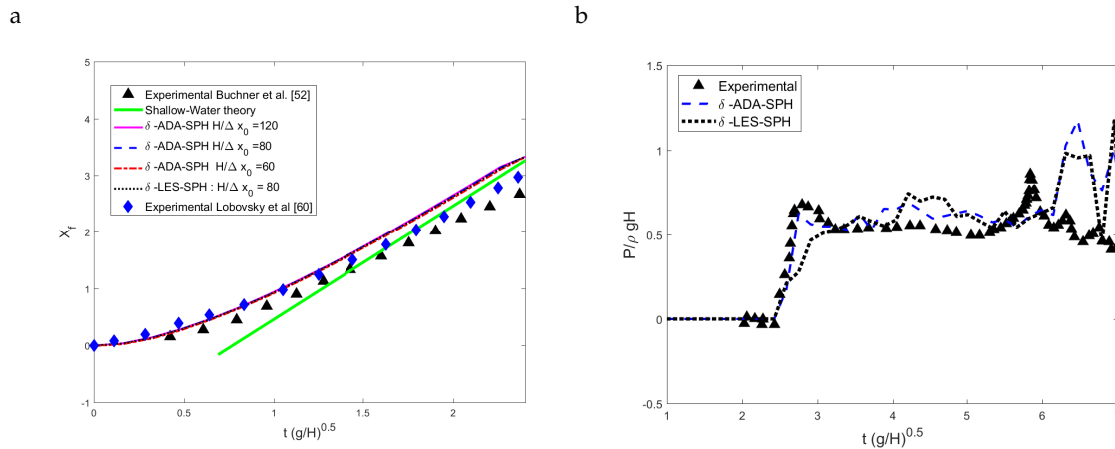 a
5
4
3
2
1
0
-1
0
0.5
1
1.5
2
x_f
t (g/H)^0.5
Experimental Buchner et al. [52]
Shallow-Water theory
δ -ADA-SPH H/Δ x_0 =120
δ -ADA-SPH H/Δ x_0 =80
δ -ADA-SPH H/Δ x_0 =60
δ -LES-SPH : H/Δ x_0 = 80
Experimental Lobovsky et al [60]
b
1.5
1
0.5
0
-0.5
1
2
3
4
5
6
P/ρ gH
t (g/H)^0.5
Experimental
δ -ADA-SPH
δ -LES-SPH